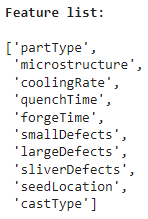 Feature list:
['partType',
'microstructure',
'coolingRate',
'quenchTime',
'forgeTime',
'smallDefects',
'largeDefects',
'sliverDefects',
'seedLocation',
'castType']